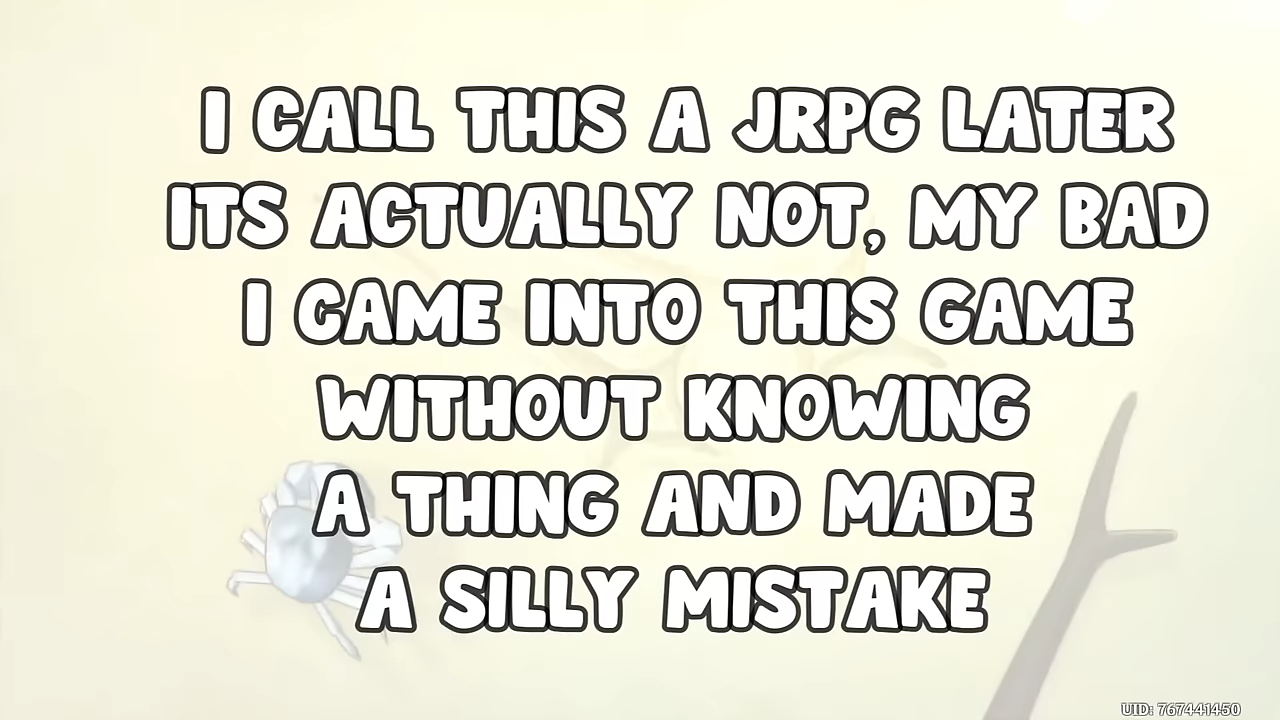 I CALL THIS A JRPG LATER
ITS ACTUALLY NOT, MY BAD
I CAME INTO THIS GAME
WITHOUT KNOWING
A THING AND MADE
A SILLY MISTAKE
UID: 767441450